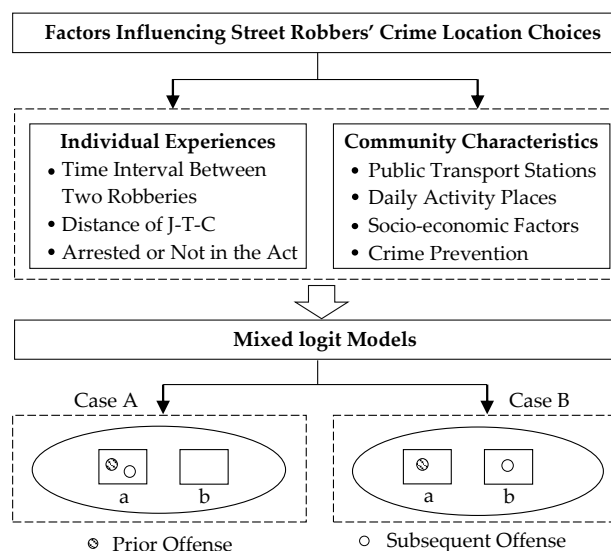 Factors Influencing Street Robbers' Crime Location Choices
Individual Experiences
• Time Interval Between
Two Robberies
• Distance of J-T-C
• Arrested or Not in the Act
Community Characteristics
• Public Transport Stations
• Daily Activity Places
• Socio-economic Factors
• Crime Prevention
Mixed logit Models
Case A
Case B
a
b
a
b
Prior Offense
Subsequent Offense